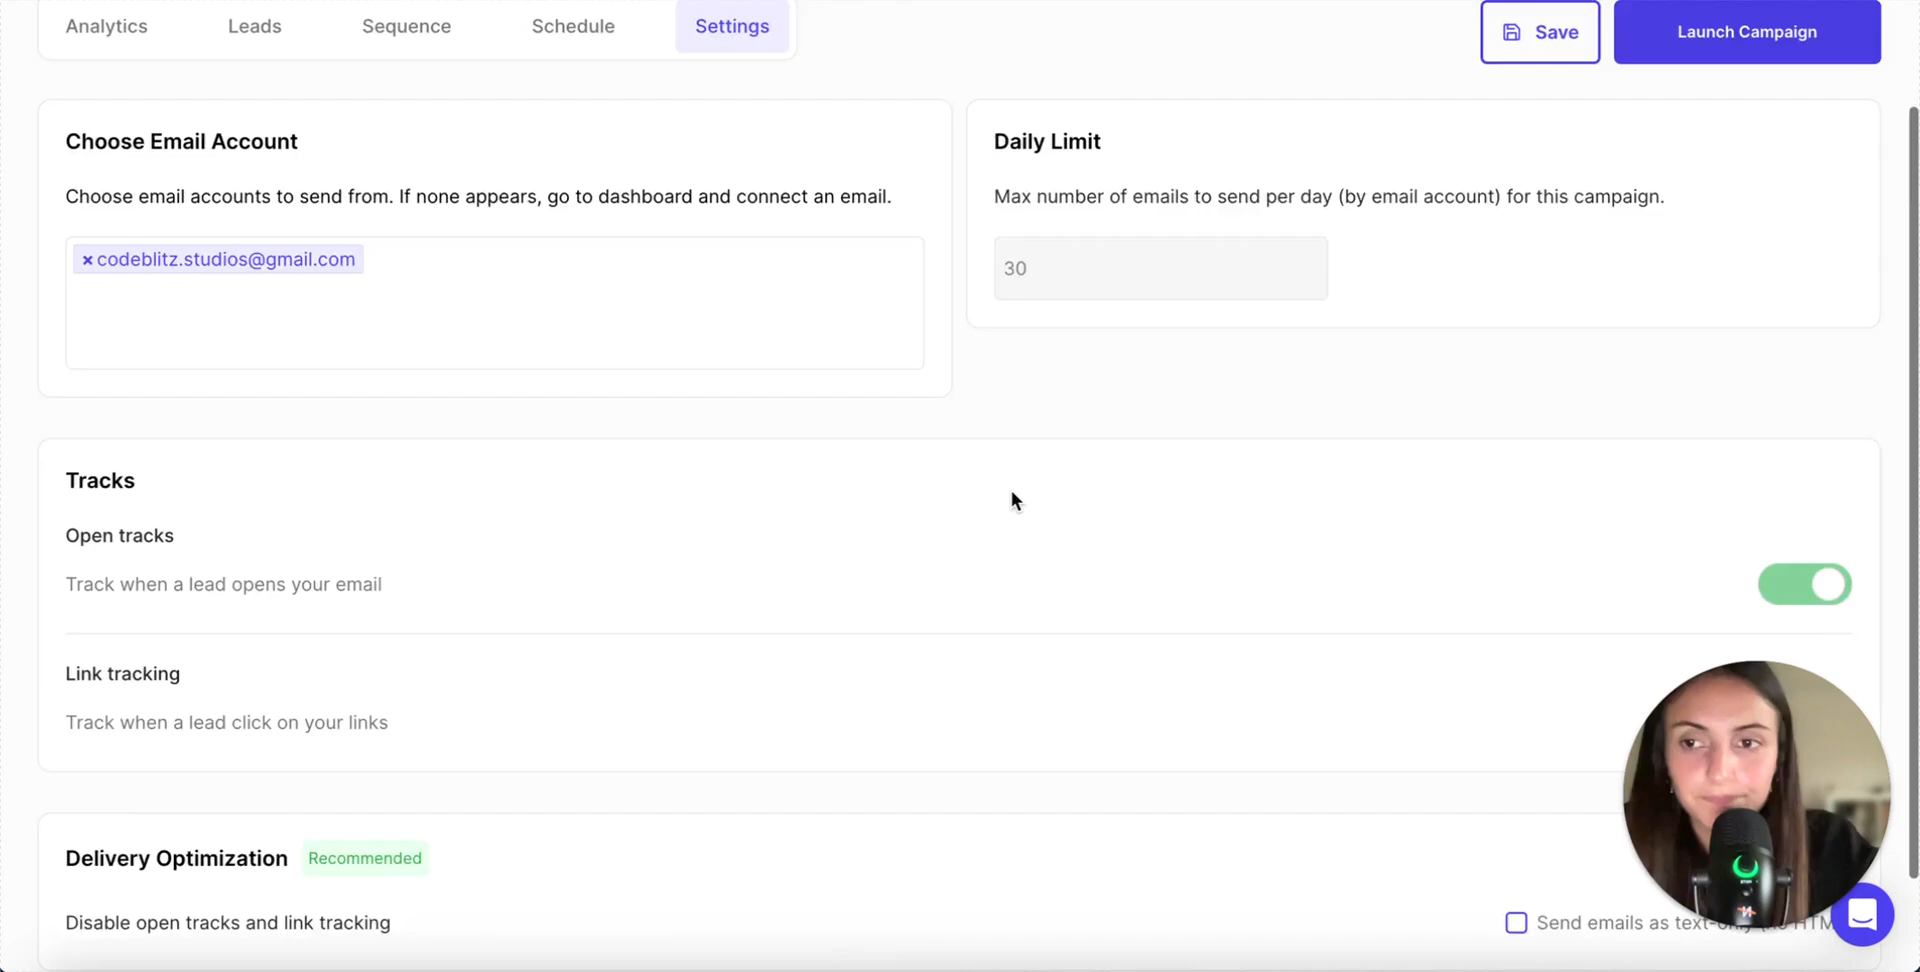 Analytics
Leads
Sequence
Schedule
Settings
Save
Launch Campaign
Choose Email Account
Choose email accounts to send from. If none appears, go to dashboard and connect an email.
×codeblitz.studios@gmail.com
Daily Limit
Max number of emails to send per day (by email account) for this campaign.
30
Tracks
Open tracks
Track when a lead opens your email
Link tracking
Track when a lead click on your links
Delivery Optimization
Recommended
Disable open tracks and link tracking
Send emails as text-only